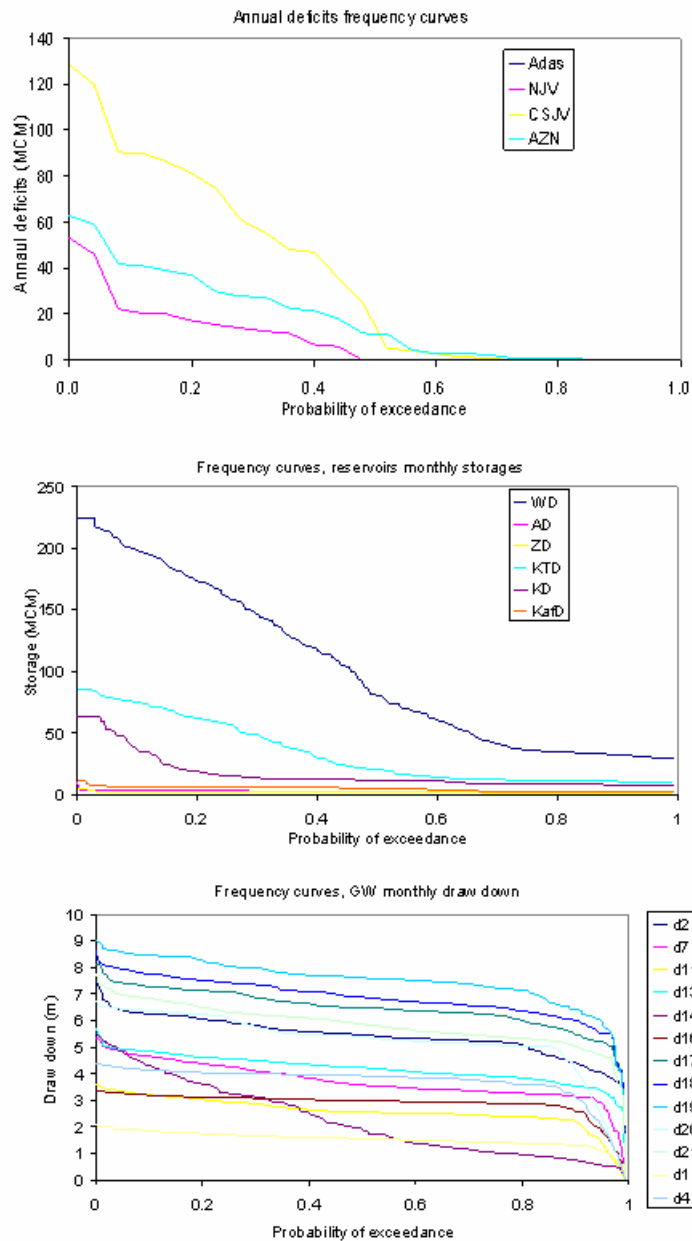 Annual deficits frequency curves
Annaul deficits (MCM)
140
120
100
80
60
40
20
0
Adas
NJV
CSJV
AZN
0.0 0.2 0.4 0.6 0.8 1.0
Probability of exceedance
Frequency curves, reservoirs monthly storages
Storage (MCM)
250
200
150
100
50
0
WD
AD
ZD
KTD
KD
KafD
0 0.2 0.4 0.6 0.8 1
Probability of exceedance
Frequency curves, GW monthly draw down
Draw down (m)
10
9
8
7
6
5
4
3
2
1
0
d2
d7
d11
d13
d14
d16
d17
d18
d19
d20
d21
d1
d4
0 0.2 0.4 0.6 0.8 1
Probability of exceedance